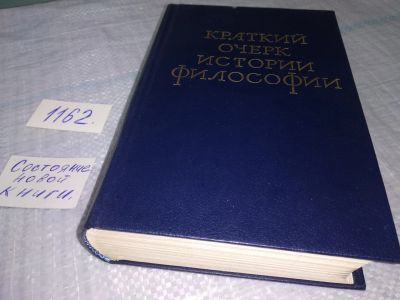 КРАТКИЙ
ОЧЕРК
ИСТОРИИ
ФИЛОСОФИИ
1162.
Состояние
новой
книги.